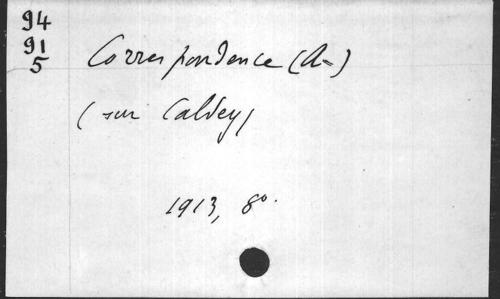 94
91
5
Correspondence (A=)
(sur Caldey)
1913, 8°.